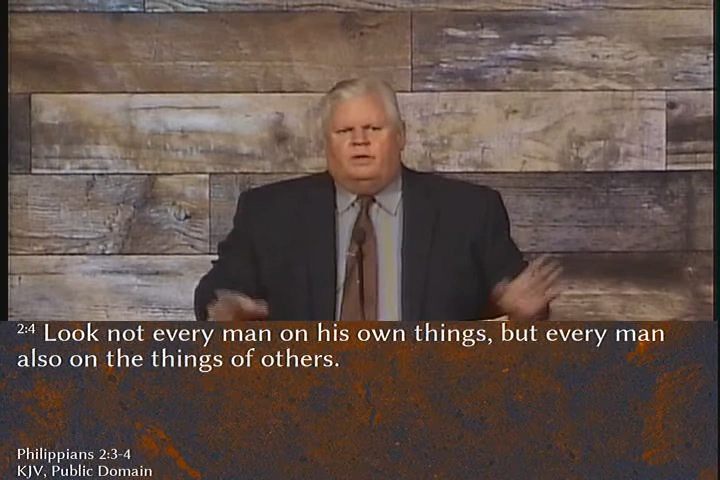 2:4 Look not every man on his own things, but every man
also on the things of others.
Philippians 2:3-4
KJV, Public Domain